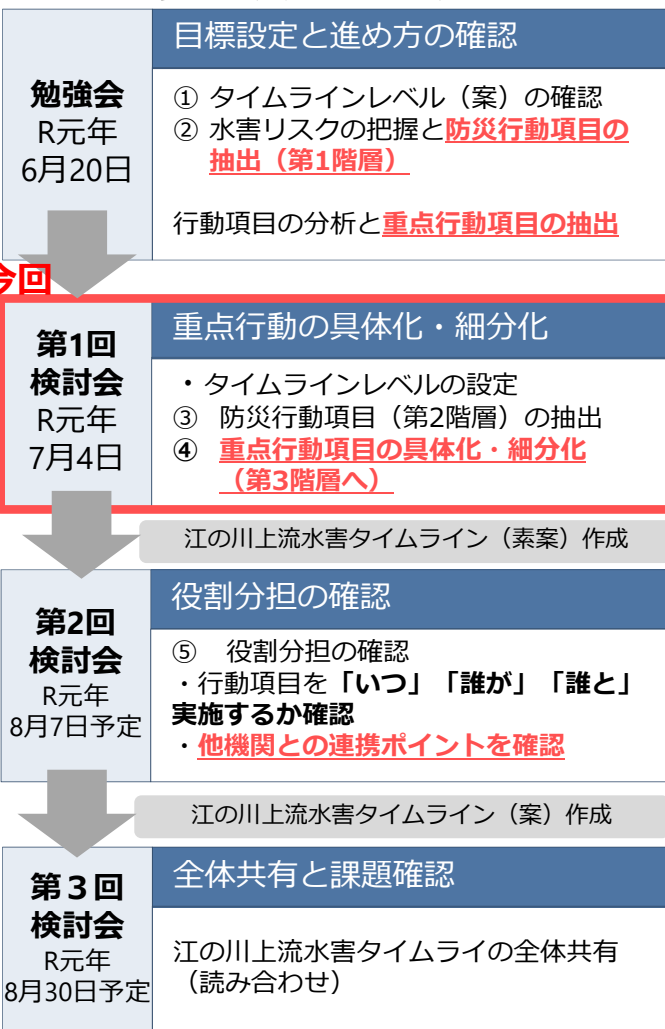 目標設定と進め方の確認
勉強会
R元年
6月20日
① タイムラインレベル（案）の確認
② 水害リスクの把握と防災行動項目の
抽出（第1階層）
行動項目の分析と重点行動項目の抽出
今回
重点行動の具体化・細分化
第1回
検討会
R元年
7月4日
・タイムラインレベルの設定
③ 防災行動項目（第2階層）の抽出
④ 重点行動項目の具体化・細分化
（第3階層へ）
江の川上流水害タイムライン（素案）作成
役割分担の確認
第2回
検討会
R元年
8月7日予定
⑤ 役割分担の確認
・行動項目を「いつ」「誰が」「誰と」
実施するか確認
・他機関との連携ポイントを確認
江の川上流水害タイムライン（案）作成
全体共有と課題確認
第３回
検討会
R元年
8月30日予定
江の川上流水害タイムライの全体共有
（読み合わせ）